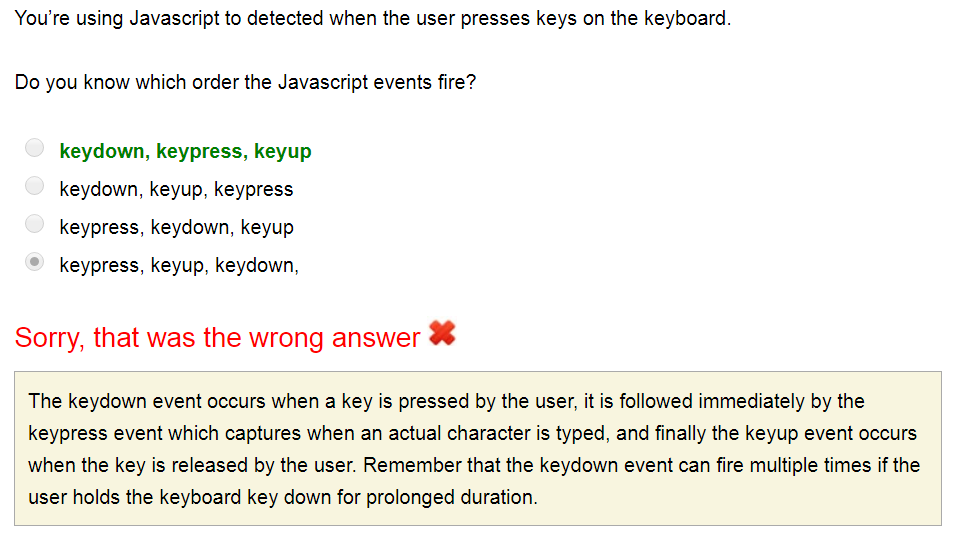 You’re using Javascript to detected when the user presses keys on the keyboard.
Do you know which order the Javascript events fire?
keydown, keypress, keyup
keydown, keyup, keypress
keypress, keydown, keyup
keypress, keyup, keydown,
Sorry, that was the wrong answer
The keydown event occurs when a key is pressed by the user, it is followed immediately by the
keypress event which captures when an actual character is typed, and finally the keyup event occurs
when the key is released by the user. Remember that the keydown event can fire multiple times if the
user holds the keyboard key down for prolonged duration.